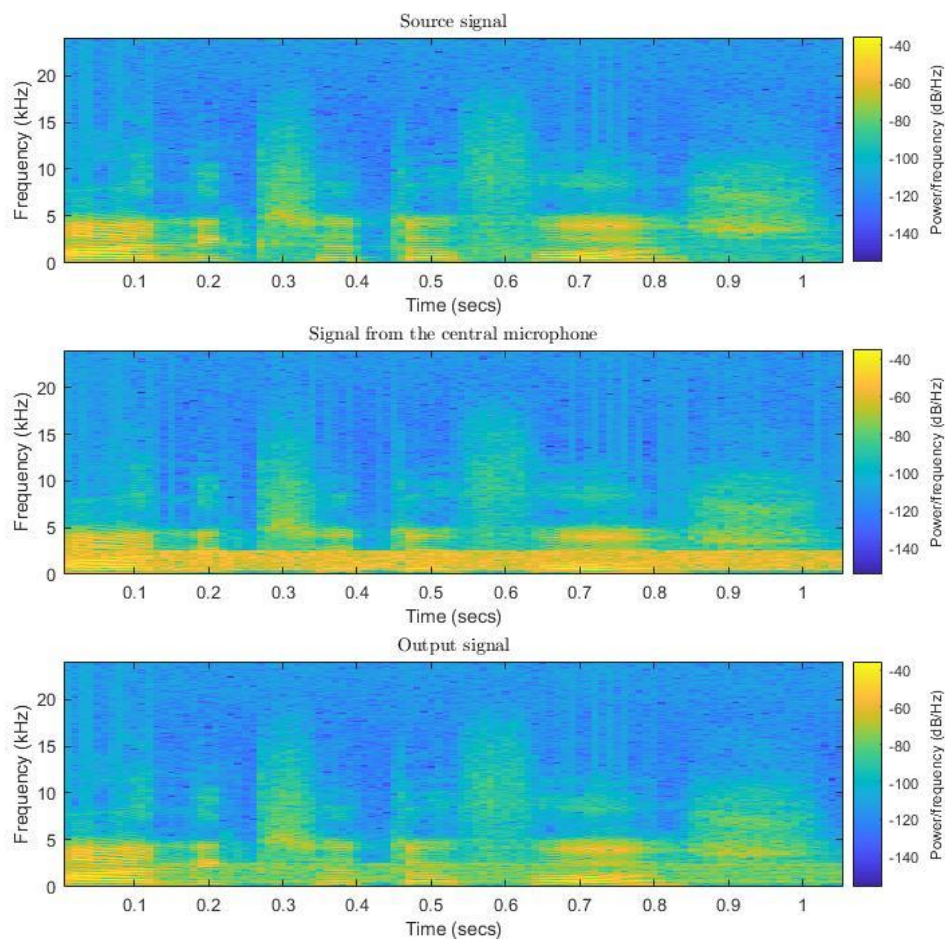 Source signal
Frequency (kHz)
20
15
10
5
0
0.1 0.2 0.3 0.4 0.5 0.6 0.7 0.8 0.9 1
Time (secs)
-40
-60
-80
-100
-120
-140
Power/frequency (dB/Hz)
Signal from the central microphone
Frequency (kHz)
20
15
10
5
0
0.1 0.2 0.3 0.4 0.5 0.6 0.7 0.8 0.9 1
Time (secs)
-40
-60
-80
-100
-120
-140
Power/frequency (dB/Hz)
Output signal
Frequency (kHz)
20
15
10
5
0
0.1 0.2 0.3 0.4 0.5 0.6 0.7 0.8 0.9 1
Time (secs)
-40
-60
-80
-100
-120
-140
Power/frequency (dB/Hz)